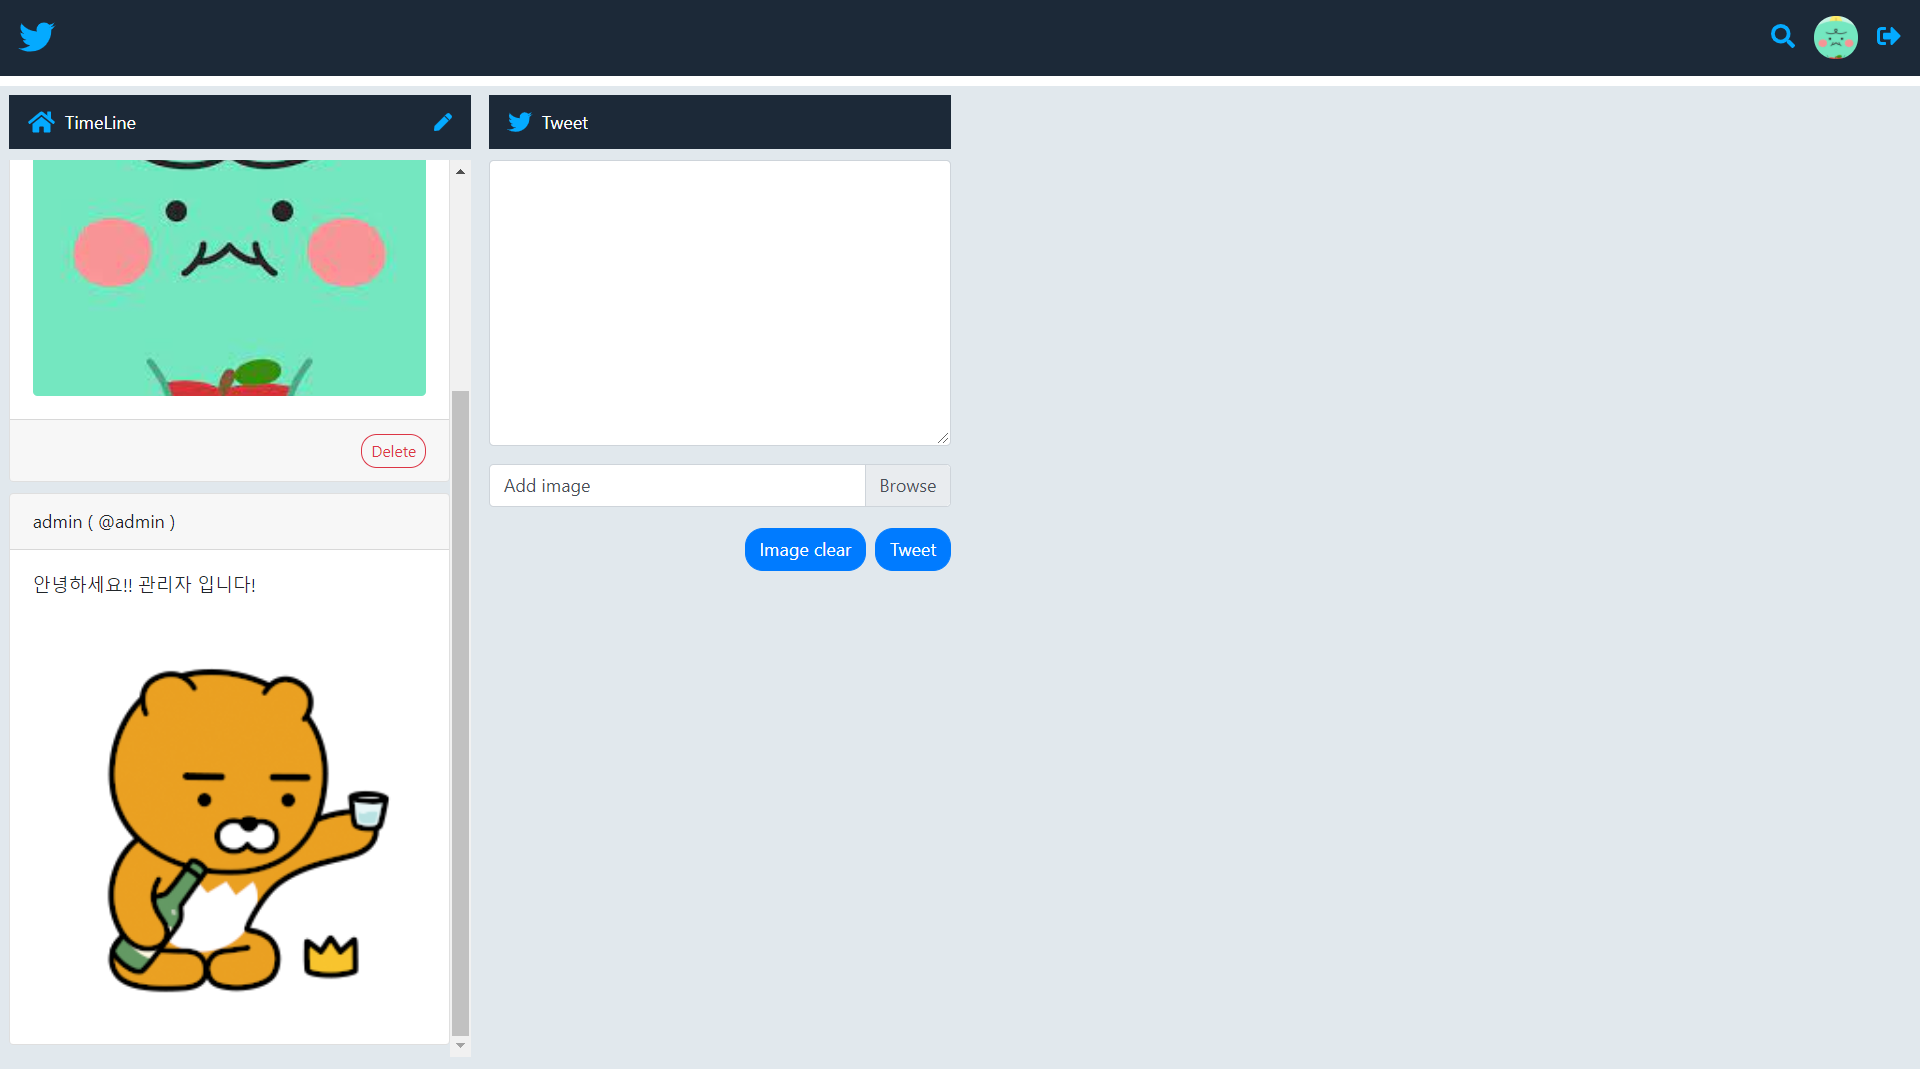 TimeLine
Delete
admin ( @admin )
안녕하세요!! 관리자 입니다!
Tweet
Add image
Browse
Image clear
Tweet